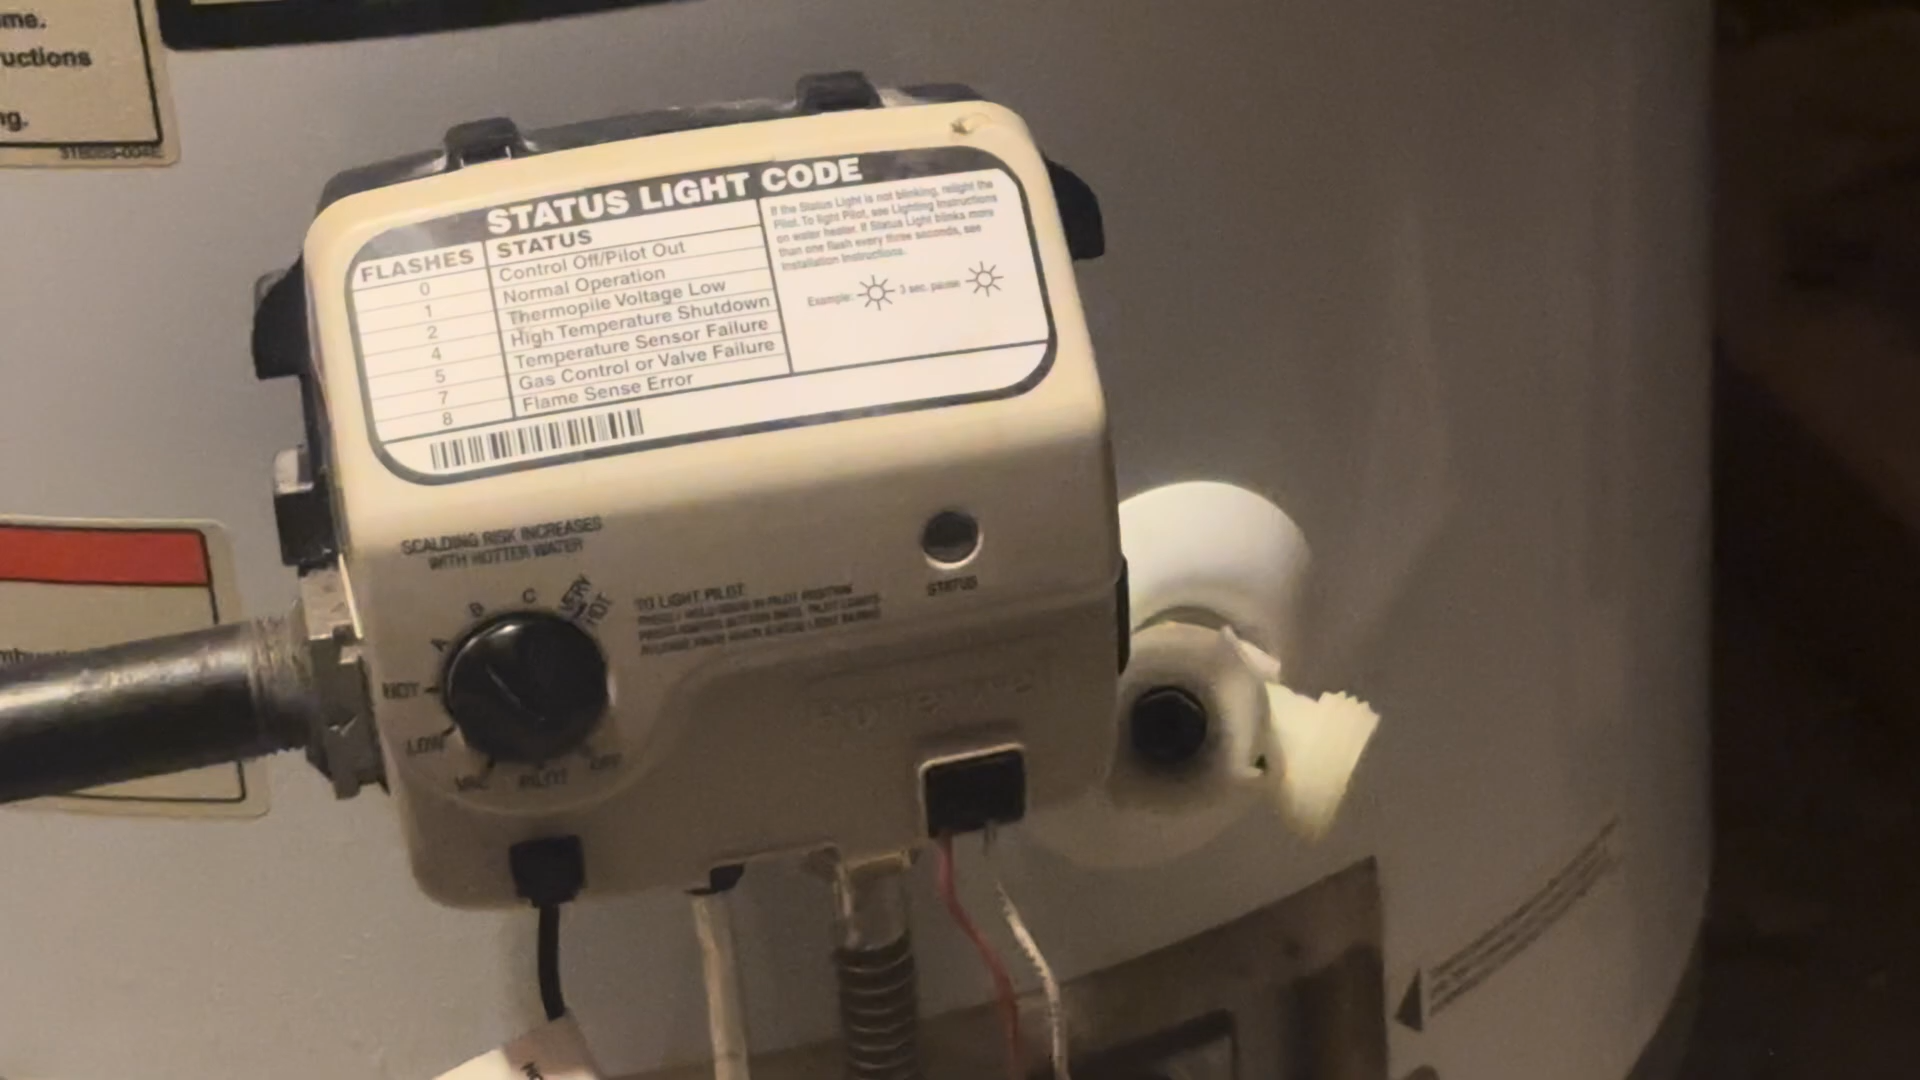 me.
uctions
ng.
STATUS LIGHT CODE
FLASHES STATUS
0 Control Off/Pilot Out
1 Normal Operation
2 Thermopile Voltage Low
4 High Temperature Shutdown
5 Temperature Sensor Failure
7 Gas Control or Valve Failure
8 Flame Sense Error
If the Status Light is not blinking, relight the
Pilot. To light Pilot, see Lighting Instructions
on water heater. If Status Light blinks more
than one flash every three seconds, see
Installation Instructions.
Example: 3 sec. pause
SCALDING RISK INCREASES
WITH HOTTER WATER
VERY HOT
C
B
A
HOT
LOW
VAC
PILOT
OFF
TO LIGHT PILOT:
STATUS
Honeywell